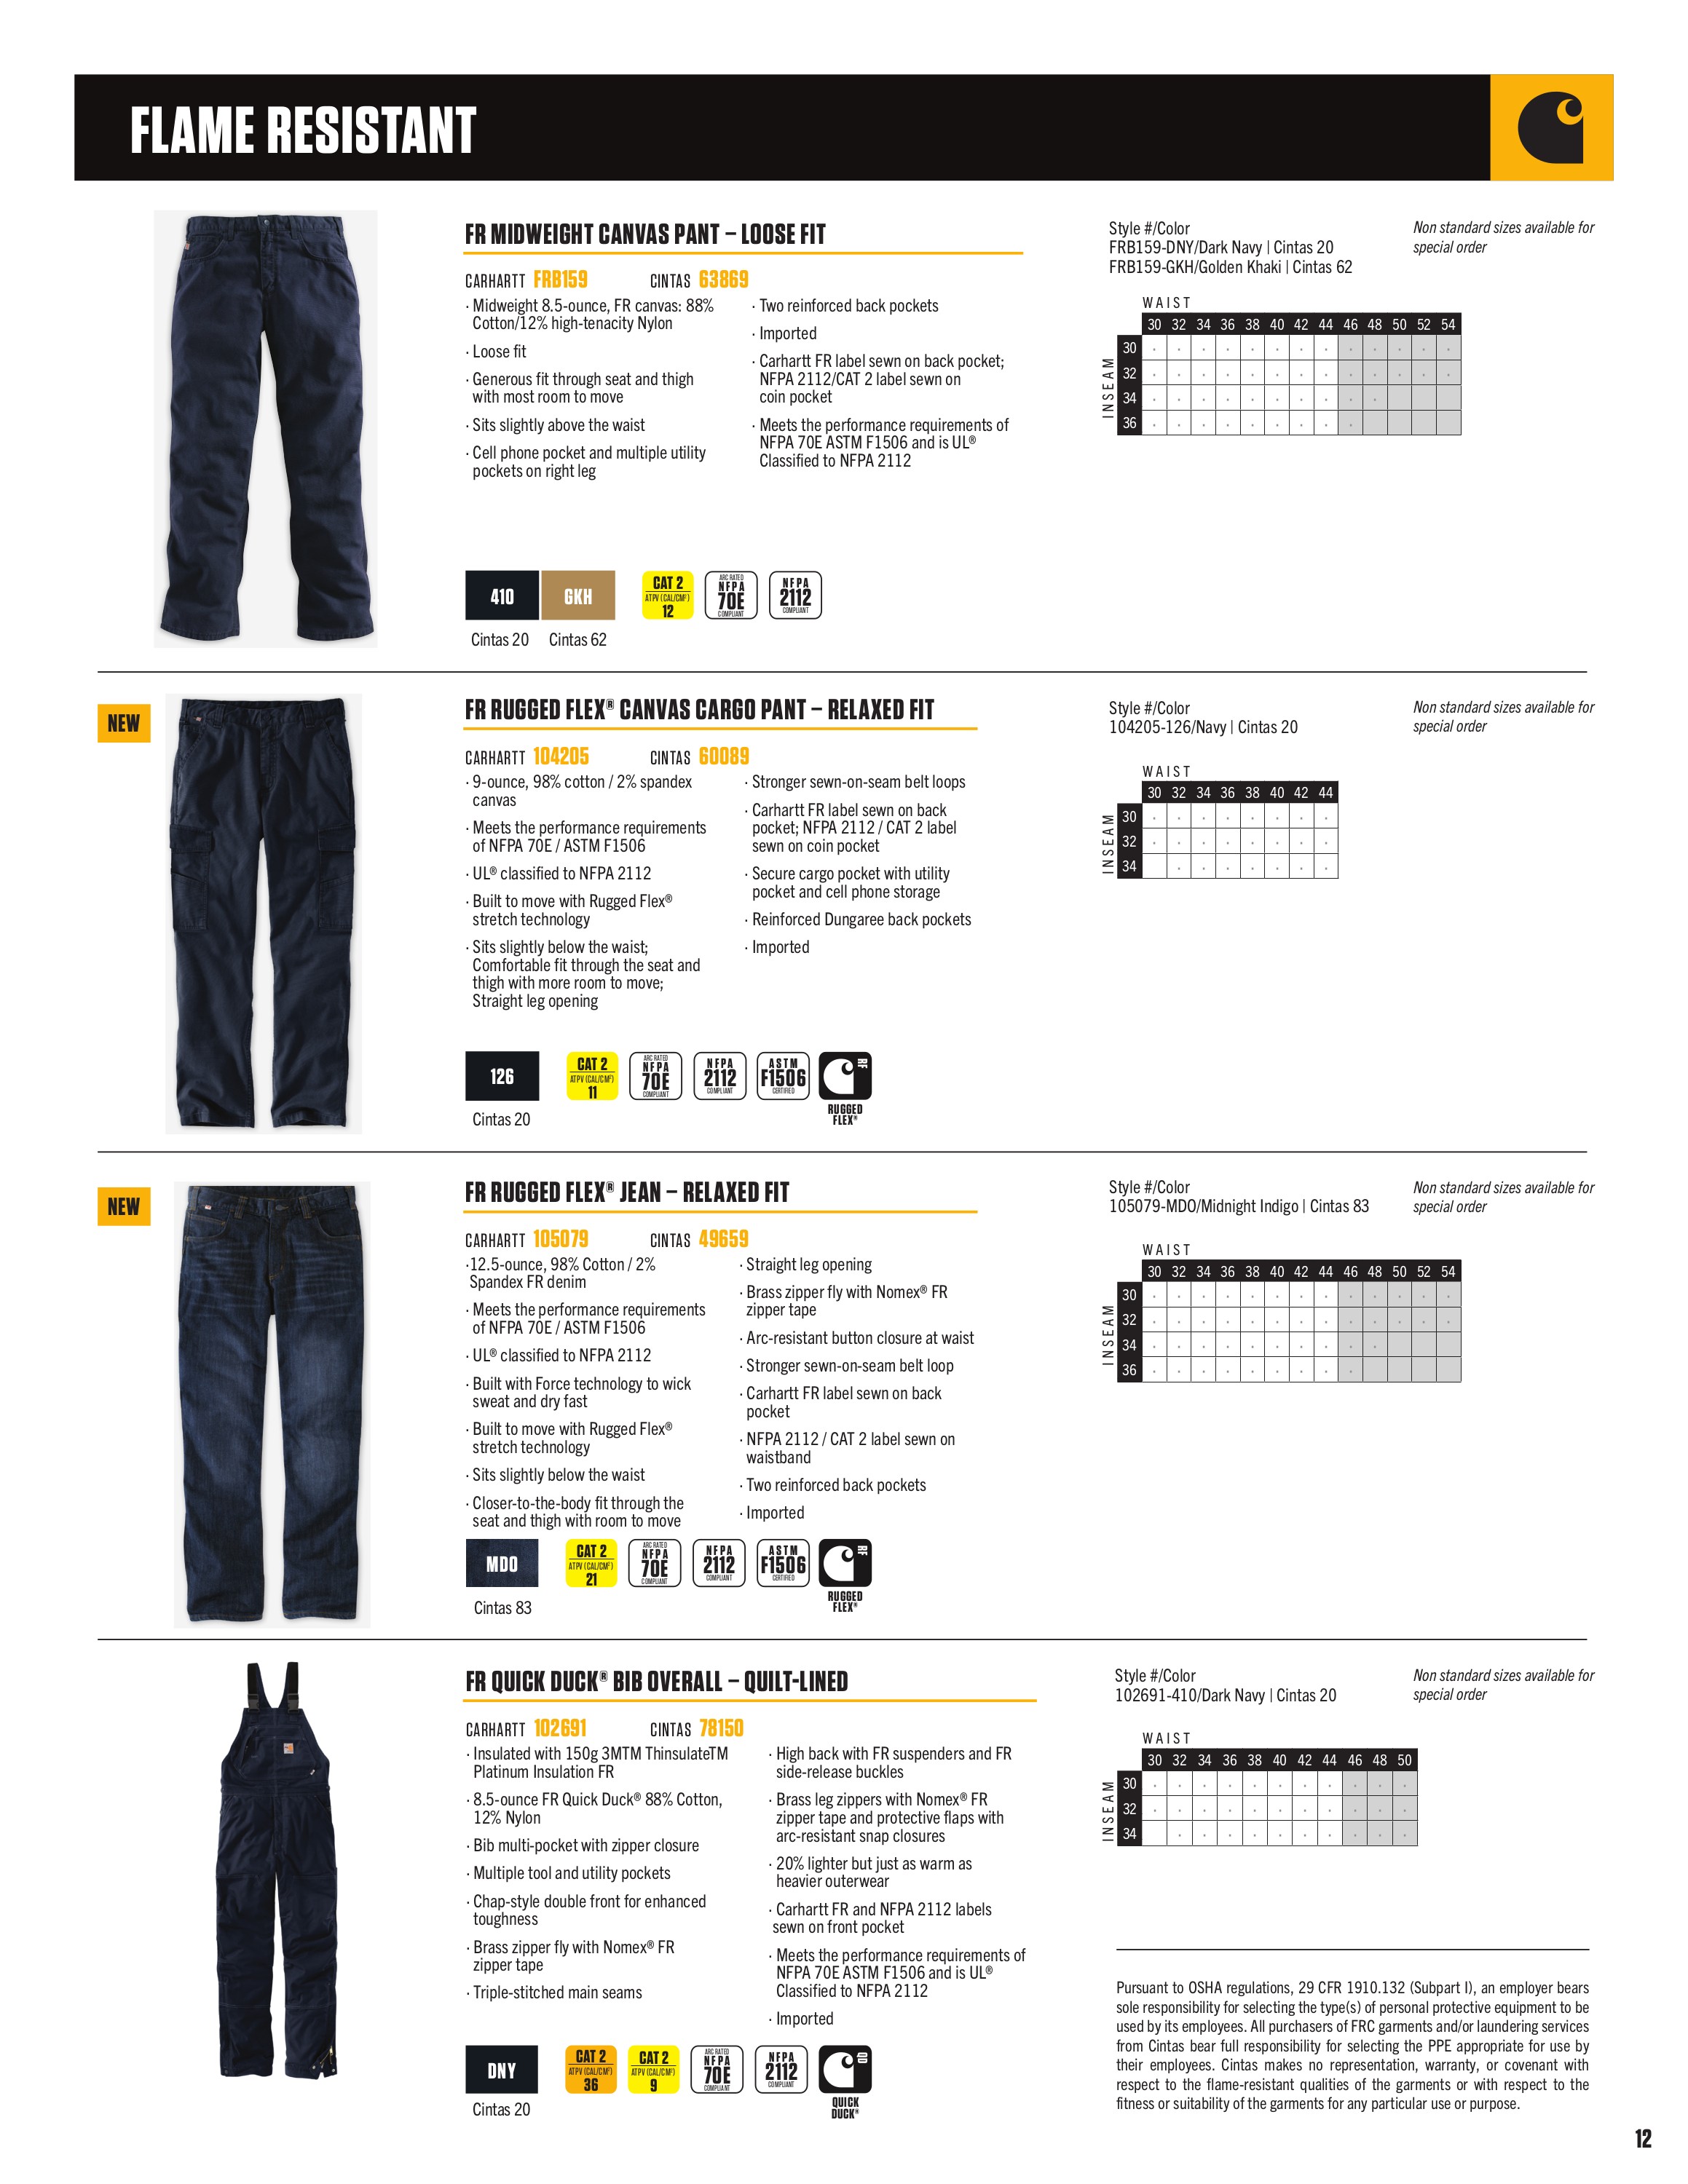 FLAME RESISTANT
FR MIDWEIGHT CANVAS PANT – LOOSE FIT
CARHARTT FRB159 CINTAS 63869
· Midweight 8.5-ounce, FR canvas: 88%
Cotton/12% high-tenacity Nylon
· Loose fit
· Generous fit through seat and thigh
with most room to move
· Sits slightly above the waist
· Cell phone pocket and multiple utility
pockets on right leg
· Two reinforced back pockets
· Imported
· Carhartt FR label sewn on back pocket;
NFPA 2112/CAT 2 label sewn on
coin pocket
· Meets the performance requirements of
NFPA 70E ASTM F1506 and is UL®
Classified to NFPA 2112
410 GKH
Cintas 20 Cintas 62
CAT 2
ATPV (CAL/CM²)
12
ARC RATED
NFPA
70E
COMPLIANT
NFPA
2112
COMPLIANT
Style #/Color
FRB159-DNY/Dark Navy | Cintas 20
FRB159-GKH/Golden Khaki | Cintas 62
Non standard sizes available for
special order
WAIST
30 32 34 36 38 40 42 44 46 48 50 52 54
INSEAM
30
32
34
36
NEW
FR RUGGED FLEX® CANVAS CARGO PANT – RELAXED FIT
CARHARTT 104205 CINTAS 60089
· 9-ounce, 98% cotton / 2% spandex
canvas
· Meets the performance requirements
of NFPA 70E / ASTM F1506
· UL® classified to NFPA 2112
· Built to move with Rugged Flex®
stretch technology
· Sits slightly below the waist;
Comfortable fit through the seat and
thigh with more room to move;
Straight leg opening
· Stronger sewn-on-seam belt loops
· Carhartt FR label sewn on back
pocket; NFPA 2112 / CAT 2 label
sewn on coin pocket
· Secure cargo pocket with utility
pocket and cell phone storage
· Reinforced Dungaree back pockets
· Imported
126
Cintas 20
CAT 2
ATPV (CAL/CM²)
11
ARC RATED
NFPA
70E
COMPLIANT
NFPA
2112
COMPLIANT
ASTM
F1506
CERTIFIED
RF
RUGGED
FLEX®
Style #/Color
104205-126/Navy | Cintas 20
Non standard sizes available for
special order
WAIST
30 32 34 36 38 40 42 44
INSEAM
30
32
34
NEW
FR RUGGED FLEX® JEAN – RELAXED FIT
CARHARTT 105079 CINTAS 49659
·12.5-ounce, 98% Cotton / 2%
Spandex FR denim
· Meets the performance requirements
of NFPA 70E / ASTM F1506
· UL® classified to NFPA 2112
· Built with Force technology to wick
sweat and dry fast
· Built to move with Rugged Flex®
stretch technology
· Sits slightly below the waist
· Closer-to-the-body fit through the
seat and thigh with room to move
· Straight leg opening
· Brass zipper fly with Nomex® FR
zipper tape
· Arc-resistant button closure at waist
· Stronger sewn-on-seam belt loop
· Carhartt FR label sewn on back
pocket
· NFPA 2112 / CAT 2 label sewn on
waistband
· Two reinforced back pockets
· Imported
MDO
Cintas 83
CAT 2
ATPV (CAL/CM²)
21
ARC RATED
NFPA
70E
COMPLIANT
NFPA
2112
COMPLIANT
ASTM
F1506
CERTIFIED
RF
RUGGED
FLEX®
Style #/Color
105079-MDO/Midnight Indigo | Cintas 83
Non standard sizes available for
special order
WAIST
30 32 34 36 38 40 42 44 46 48 50 52 54
INSEAM
30
32
34
36
FR QUICK DUCK® BIB OVERALL – QUILT-LINED
CARHARTT 102691 CINTAS 78150
· Insulated with 150g 3MTM ThinsulateTM
Platinum Insulation FR
· 8.5-ounce FR Quick Duck® 88% Cotton,
12% Nylon
· Bib multi-pocket with zipper closure
· Multiple tool and utility pockets
· Chap-style double front for enhanced
toughness
· Brass zipper fly with Nomex® FR
zipper tape
· Triple-stitched main seams
· High back with FR suspenders and FR
side-release buckles
· Brass leg zippers with Nomex® FR
zipper tape and protective flaps with
arc-resistant snap closures
· 20% lighter but just as warm as
heavier outerwear
· Carhartt FR and NFPA 2112 labels
sewn on front pocket
· Meets the performance requirements of
NFPA 70E ASTM F1506 and is UL®
Classified to NFPA 2112
· Imported
DNY
Cintas 20
CAT 2
ATPV (CAL/CM²)
36
CAT 2
ATPV (CAL/CM²)
9
ARC RATED
NFPA
70E
COMPLIANT
NFPA
2112
COMPLIANT
QD
QUICK
DUCK®
Style #/Color
102691-410/Dark Navy | Cintas 20
Non standard sizes available for
special order
WAIST
30 32 34 36 38 40 42 44 46 48 50
INSEAM
30
32
34
Pursuant to OSHA regulations, 29 CFR 1910.132 (Subpart I), an employer bears
sole responsibility for selecting the type(s) of personal protective equipment to be
used by its employees. All purchasers of FRC garments and/or laundering services
from Cintas bear full responsibility for selecting the PPE appropriate for use by
their employees. Cintas makes no representation, warranty, or covenant with
respect to the flame-resistant qualities of the garments or with respect to the
fitness or suitability of the garments for any particular use or purpose.
12